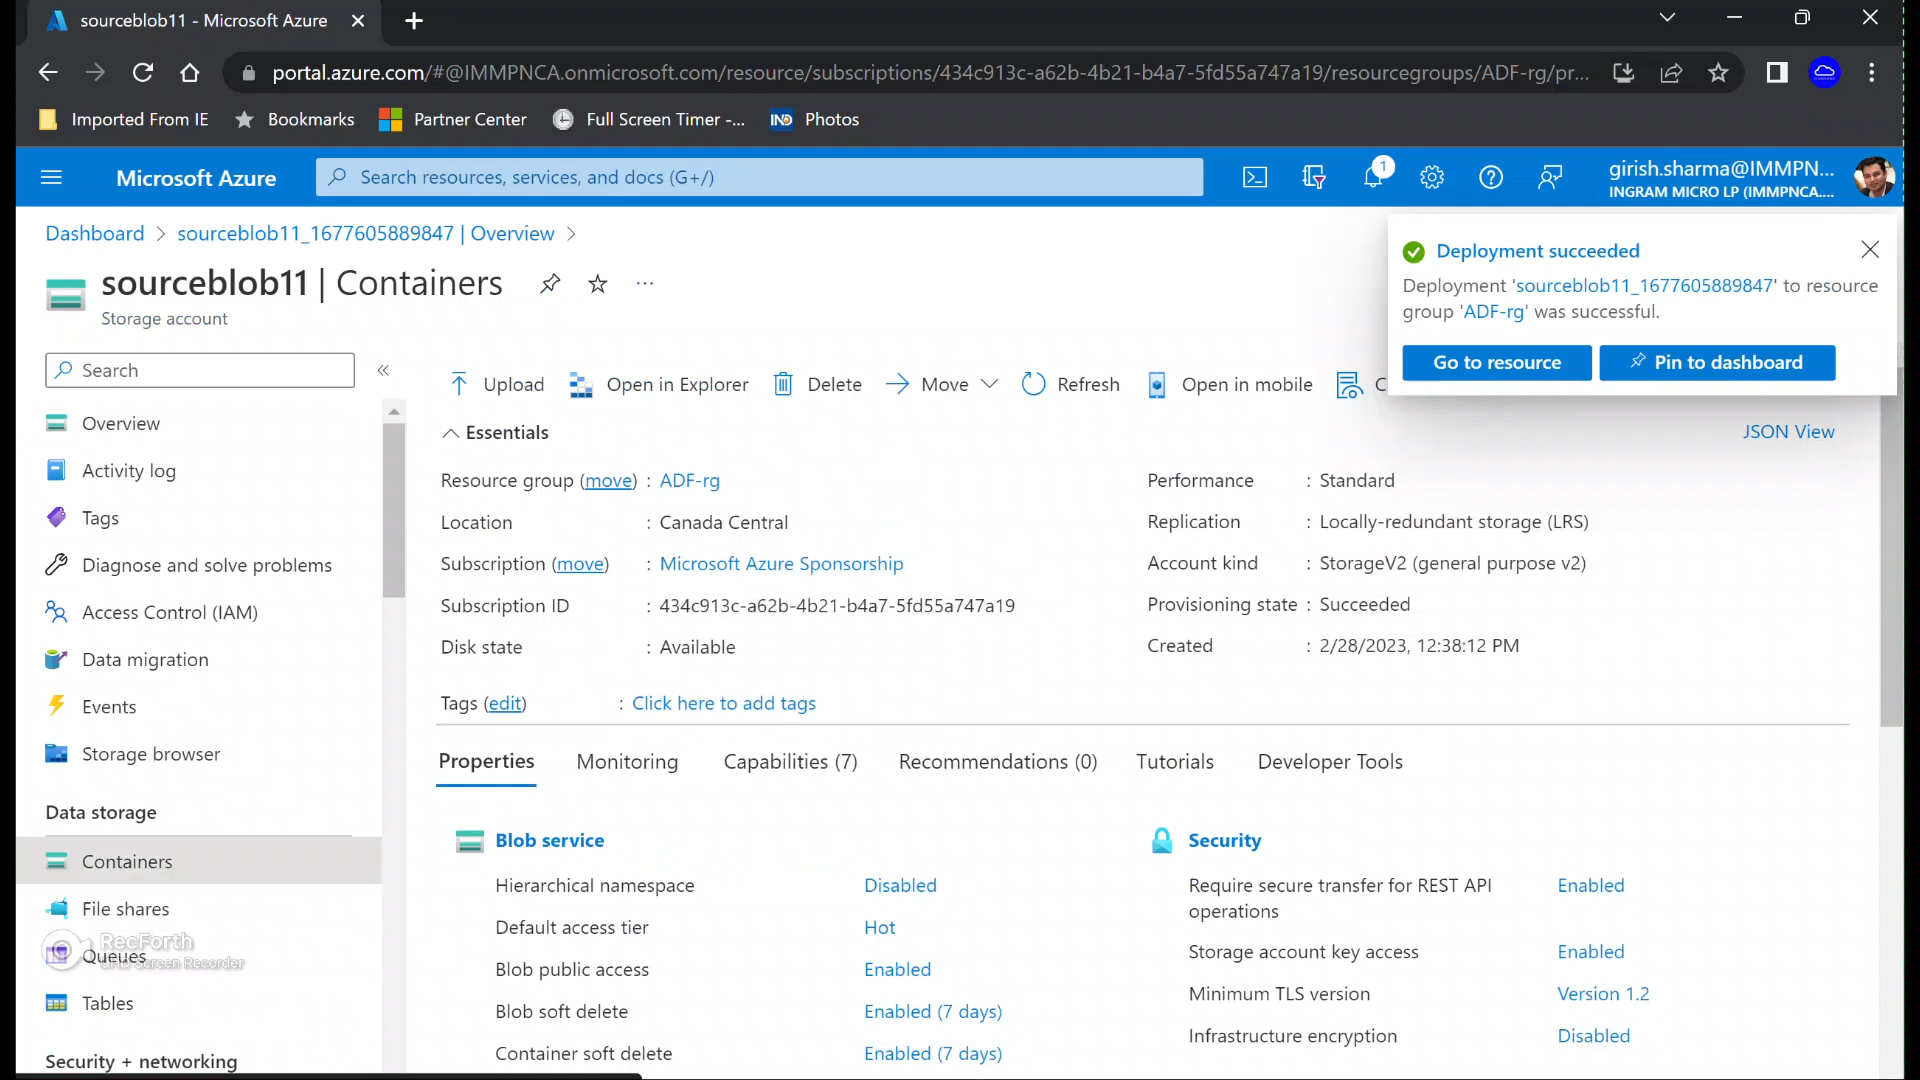 sourceblob11 - Microsoft Azure
portal.azure.com/#@IMMPNCA.onmicrosoft.com/resource/subscriptions/434c913c-a62b-4b21-b4a7-5fd55a747a19/resourcegroups/ADF-rg/pr...
Imported From IE
Bookmarks
Partner Center
Full Screen Timer -...
IND
Photos
Microsoft Azure
Search resources, services, and docs (G+/)
1
girish.sharma@IMMPN...
INGRAM MICRO LP (IMMPNCA....
Dashboard > sourceblob11_1677605889847 | Overview >
sourceblob11 | Containers
Storage account
Deployment succeeded
Deployment 'sourceblob11_1677605889847' to resource
group 'ADF-rg' was successful.
Go to resource
Pin to dashboard
Search
Overview
Activity log
Tags
Diagnose and solve problems
Access Control (IAM)
Data migration
Events
Storage browser
Data storage
Containers
File shares
Queues
Tables
Security + networking
RecForth
Upload
Open in Explorer
Delete
Move
Refresh
Open in mobile
C
Essentials
JSON View
Resource group (move) : ADF-rg
Location : Canada Central
Subscription (move) : Microsoft Azure Sponsorship
Subscription ID : 434c913c-a62b-4b21-b4a7-5fd55a747a19
Disk state : Available
Tags (edit) : Click here to add tags
Performance : Standard
Replication : Locally-redundant storage (LRS)
Account kind : StorageV2 (general purpose v2)
Provisioning state : Succeeded
Created : 2/28/2023, 12:38:12 PM
Properties
Monitoring
Capabilities (7)
Recommendations (0)
Tutorials
Developer Tools
Blob service
Hierarchical namespace Disabled
Default access tier Hot
Blob public access Enabled
Blob soft delete Enabled (7 days)
Container soft delete Enabled (7 days)
Security
Require secure transfer for REST API Enabled
operations
Storage account key access Enabled
Minimum TLS version Version 1.2
Infrastructure encryption Disabled